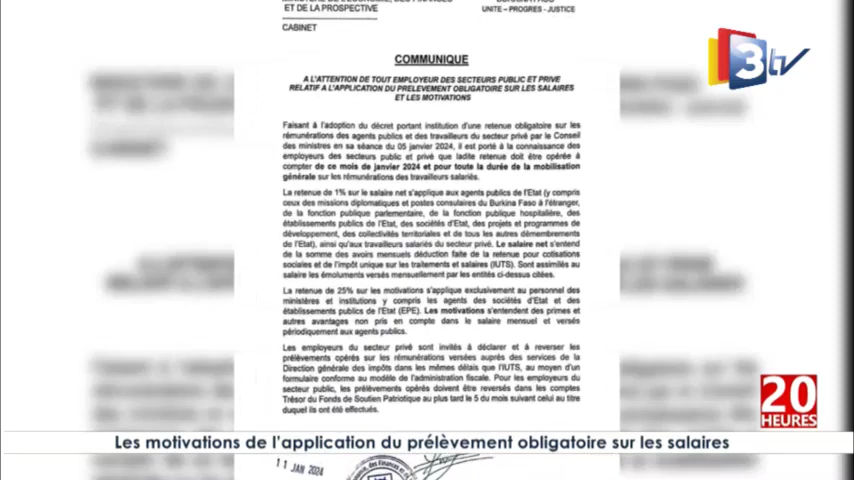 MINISTERE DE L'ECONOMIE, DES FINANCES
ET DE LA PROSPECTIVE
CABINET
BURKINA FASO
UNITE – PROGRES - JUSTICE
3tv
COMMUNIQUE
A L'ATTENTION DE TOUT EMPLOYEUR DES SECTEURS PUBLIC ET PRIVE
RELATIF A L'APPLICATION DU PRELEVEMENT OBLIGATOIRE SUR LES SALAIRES
ET LES MOTIVATIONS
Faisant à l'adoption du décret portant institution d'une retenue obligatoire sur les
rémunérations des agents publics et des travailleurs du secteur privé par le Conseil
des ministres en sa séance du 05 janvier 2024, il est porté à la connaissance des
employeurs des secteurs public et privé que ladite retenue doit être opérée à
compter de ce mois de janvier 2024 et pour toute la durée de la mobilisation
générale sur les rémunérations des travailleurs salariés.
La retenue de 1% sur le salaire net s'applique aux agents publics de l'Etat (y compris
ceux des missions diplomatiques et postes consulaires du Burkina Faso à l'étranger,
de la fonction publique parlementaire, de la fonction publique hospitalière, des
établissements publics de l'Etat, des sociétés d'Etat, des projets et programmes de
développement, des collectivités territoriales et de tous les autres démembrements
de l'Etat), ainsi qu'aux travailleurs salariés du secteur privé. Le salaire net s'entend
de la somme des avoirs mensuels déduction faite de la retenue pour cotisations
sociales et de l'impôt unique sur les traitements et salaires (IUTS). Sont assimilés au
salaire les émoluments versés mensuellement par les entités ci-dessus citées.
La retenue de 25% sur les motivations s'applique exclusivement au personnel des
ministères et institutions y compris les agents des sociétés d'Etat et des
établissements publics de l'Etat (EPE). Les motivations s'entendent des primes et
autres avantages non pris en compte dans le salaire mensuel et versés
périodiquement aux agents publics.
Les employeurs du secteur privé sont invités à déclarer et à reverser les
prélèvements opérés sur les rémunérations versées auprès des services de la
Direction générale des impôts dans les mêmes délais que l'IUTS, au moyen d'un
formulaire conforme au modèle de l'administration fiscale. Pour les employeurs du
secteur public, les prélèvements opérés doivent être reversés dans les comptes
Trésor du Fonds de Soutien Patriotique au plus tard le 5 du mois suivant celui au titre
duquel ils ont été effectués.
20
HEURES
Les motivations de l'application du prélèvement obligatoire sur les salaires
11 JAN 2024